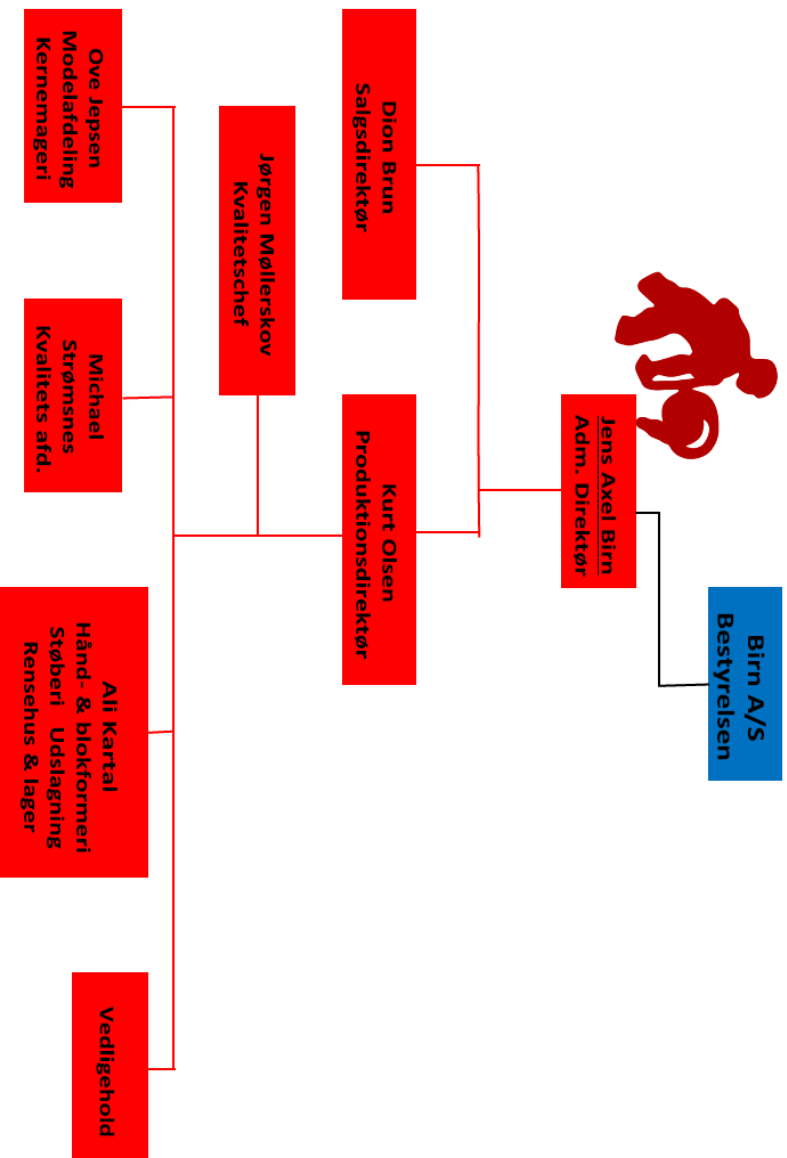 Birn A/S
Bestyrelsen
Jens Axel Birn
Adm. Direktør
Dion Brun
Salgsdirektør
Kurt Olsen
Produktionsdirektør
Jørgen Møllerskov
Kvalitetschef
Ove Jepsen
Modelafdeling
Kernemageri
Michael
Strømsnes
Kvalitets afd.
Ali Kartal
Hånd- & blokformeri
Støberi Udslagning
Rensehus & lager
Vedligehold